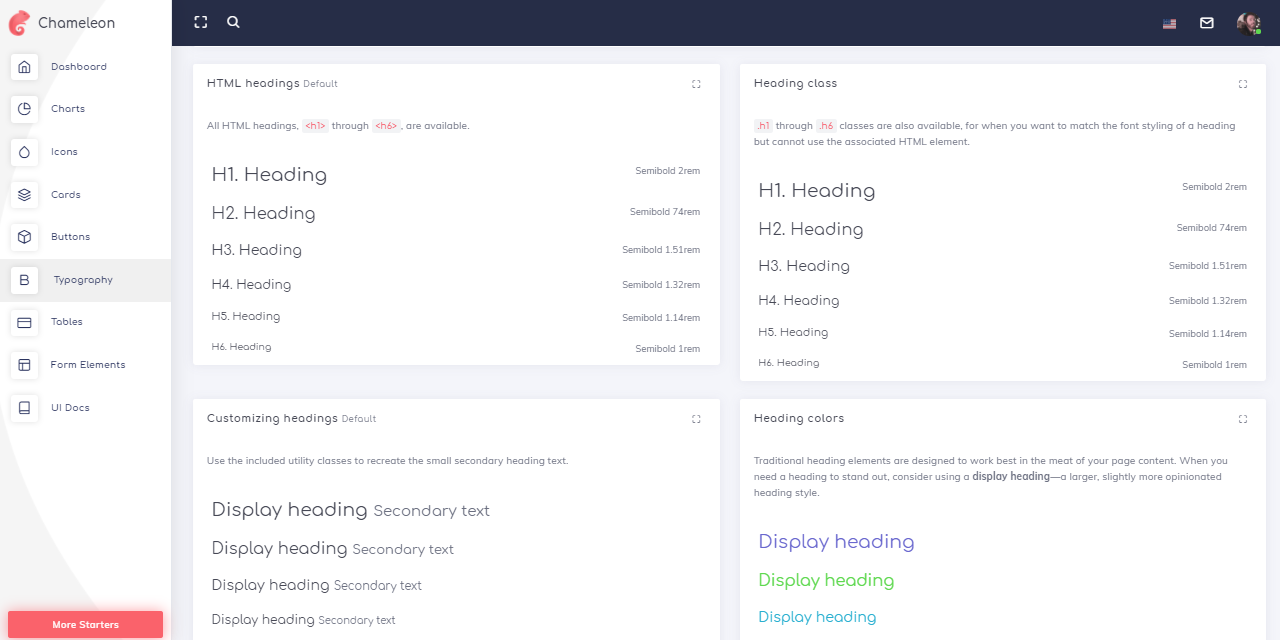 Chameleon
Dashboard
Charts
Icons
Cards
Buttons
B
Typography
Tables
Form Elements
UI Docs
More Starters
HTML headings Default
All HTML headings, <h1> through <h6>, are available.
H1. Heading Semibold 2rem
H2. Heading Semibold 74rem
H3. Heading Semibold 1.51rem
H4. Heading Semibold 1.32rem
H5. Heading Semibold 1.14rem
H6. Heading Semibold 1rem
Heading class
.h1 through .h6 classes are also available, for when you want to match the font styling of a heading
but cannot use the associated HTML element.
H1. Heading Semibold 2rem
H2. Heading Semibold 74rem
H3. Heading Semibold 1.51rem
H4. Heading Semibold 1.32rem
H5. Heading Semibold 1.14rem
H6. Heading Semibold 1rem
Customizing headings Default
Use the included utility classes to recreate the small secondary heading text.
Display heading Secondary text
Display heading Secondary text
Display heading Secondary text
Display heading Secondary text
Heading colors
Traditional heading elements are designed to work best in the meat of your page content. When you
need a heading to stand out, consider using a display heading—a larger, slightly more opinionated
heading style.
Display heading
Display heading
Display heading